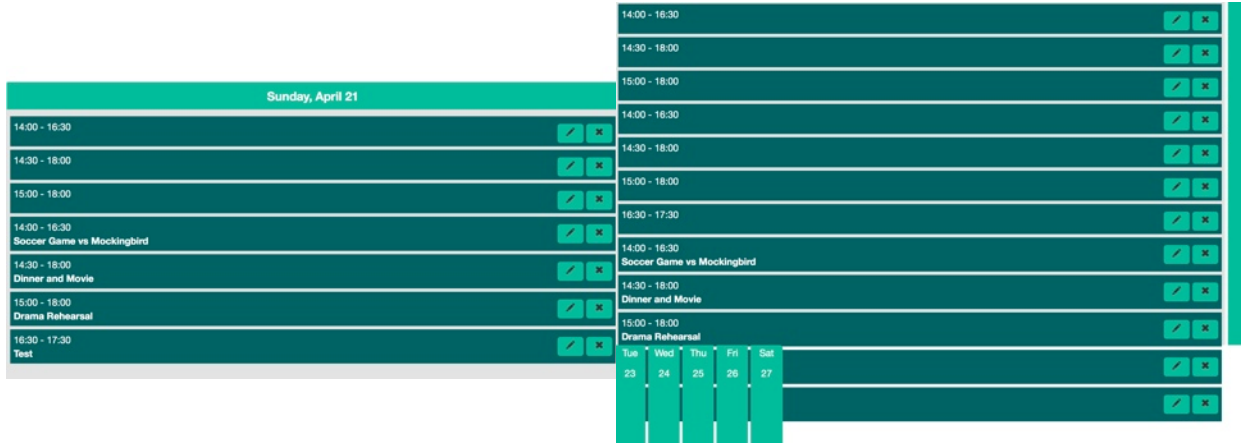 Sunday, April 21
14:00 - 16:30
14:30 - 18:00
15:00 - 18:00
14:00 - 16:30
Soccer Game vs Mockingbird
14:30 - 18:00
Dinner and Movie
15:00 - 18:00
Drama Rehearsal
16:30 - 17:30
Test
14:00 - 16:30
14:30 - 18:00
15:00 - 18:00
14:00 - 16:30
14:30 - 18:00
15:00 - 18:00
16:30 - 17:30
14:00 - 16:30
Soccer Game vs Mockingbird
14:30 - 18:00
Dinner and Movie
15:00 - 18:00
Drama Rehearsal
Tue Wed Thu Fri Sat
23 24 25 26 27